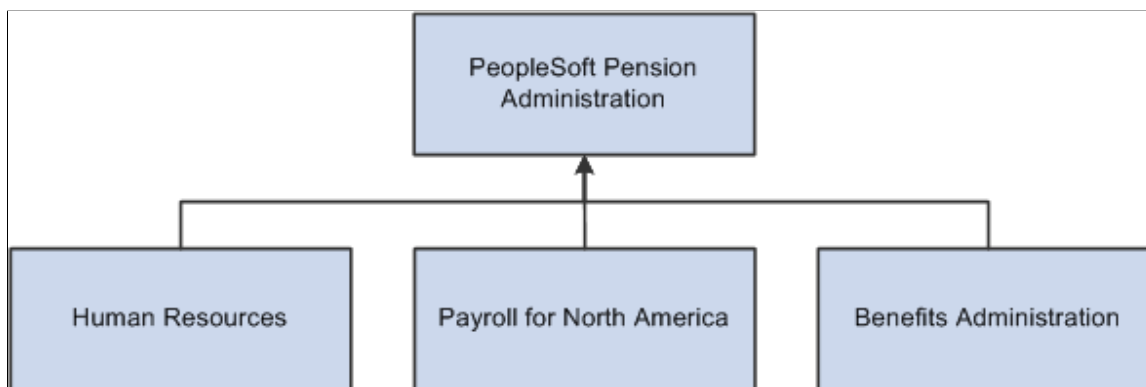 PeopleSoft Pension
Administration
Human Resources
Payroll for North America
Benefits Administration